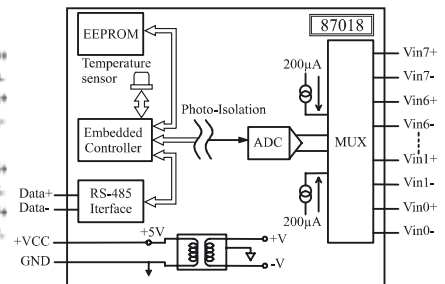 EEPROM
87018
Temperature
sensor
200μA
Vin7+
Vin7-
Vin6+
Vin6-
Photo-Isolation
Embedded
Controller
ADC
MUX
Vin1+
Vin1-
Vin0+
Vin0-
Data+
Data-
RS-485
Iterface
200μA
+5V
+VCC
GND
+V
-V